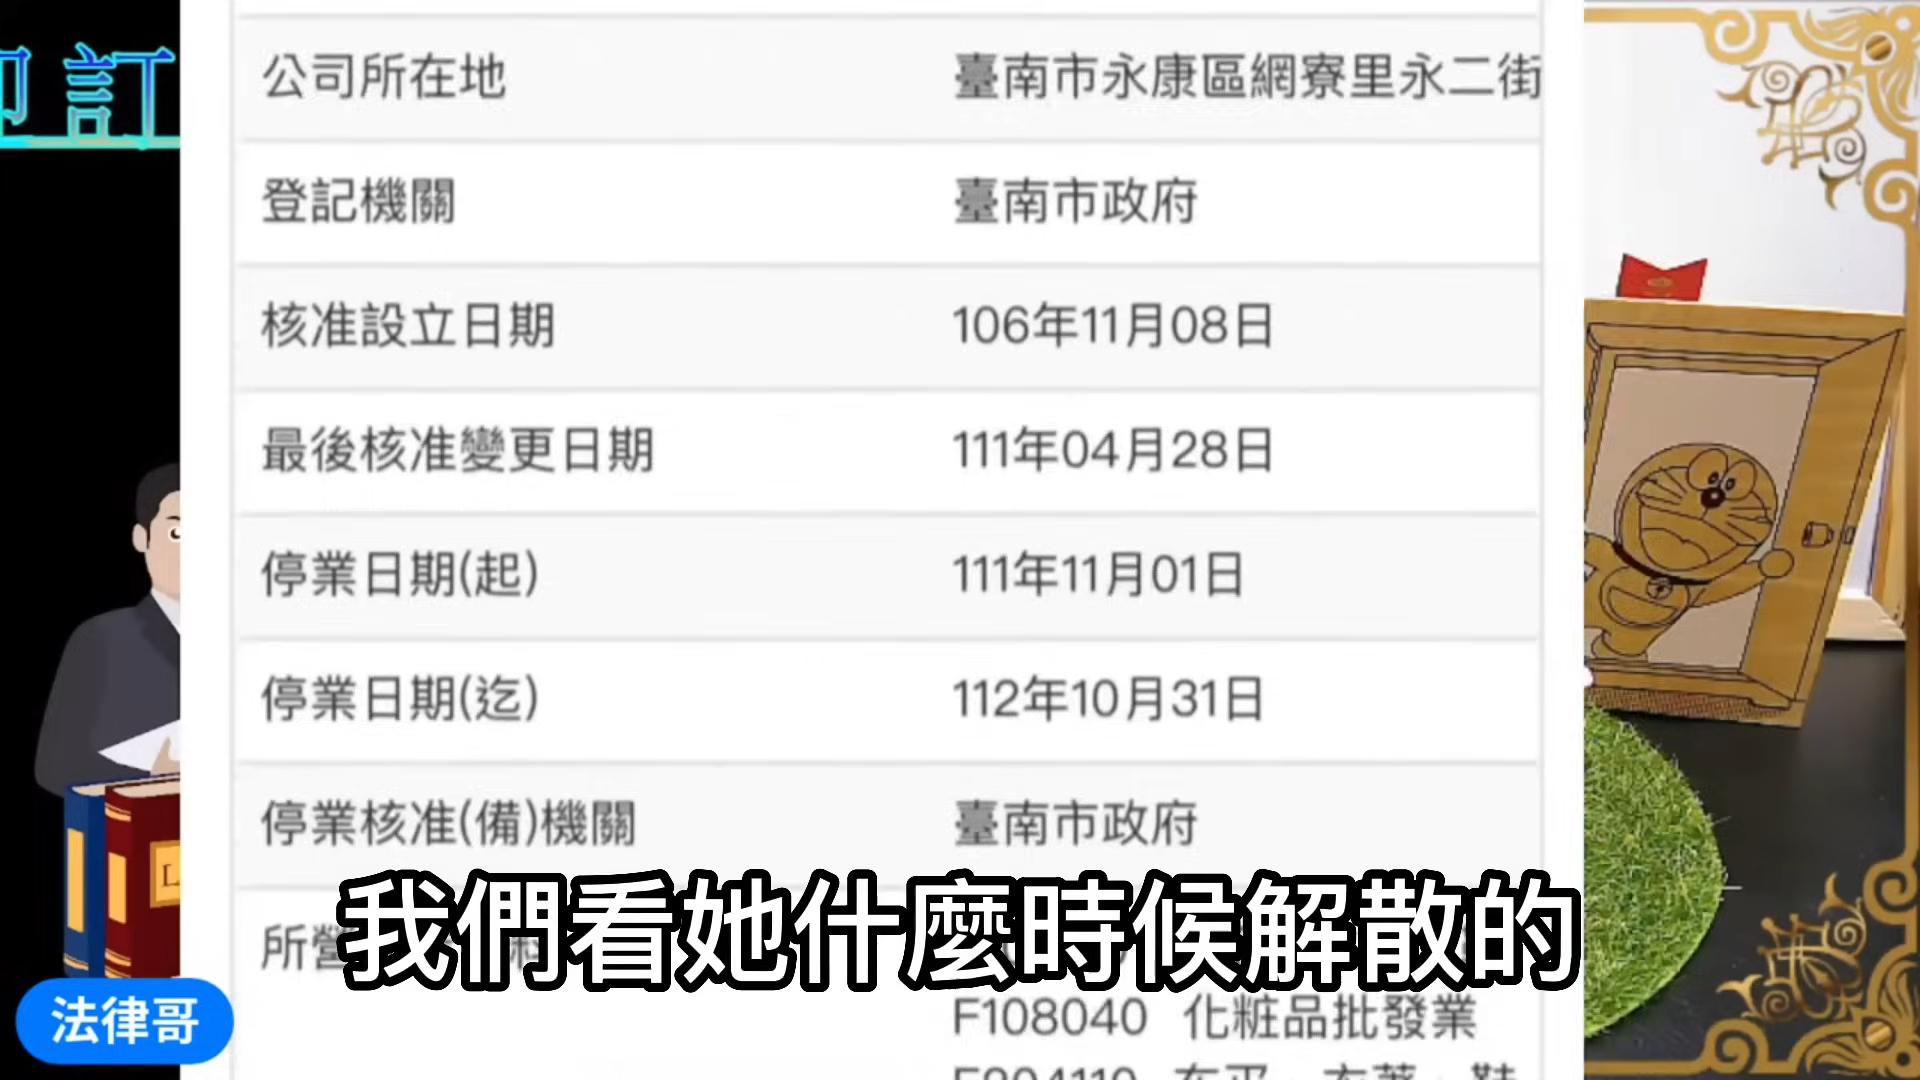 訂
公司所在地 臺南市永康區網寮里永二街
登記機關 臺南市政府
核准設立日期 106年11月08日
最後核准變更日期 111年04月28日
停業日期(起) 111年11月01日
停業日期(迄) 112年10月31日
停業核准(備)機關 臺南市政府
所營
我們看她什麼時候解散的
F108040 化粧品批發業
法律哥